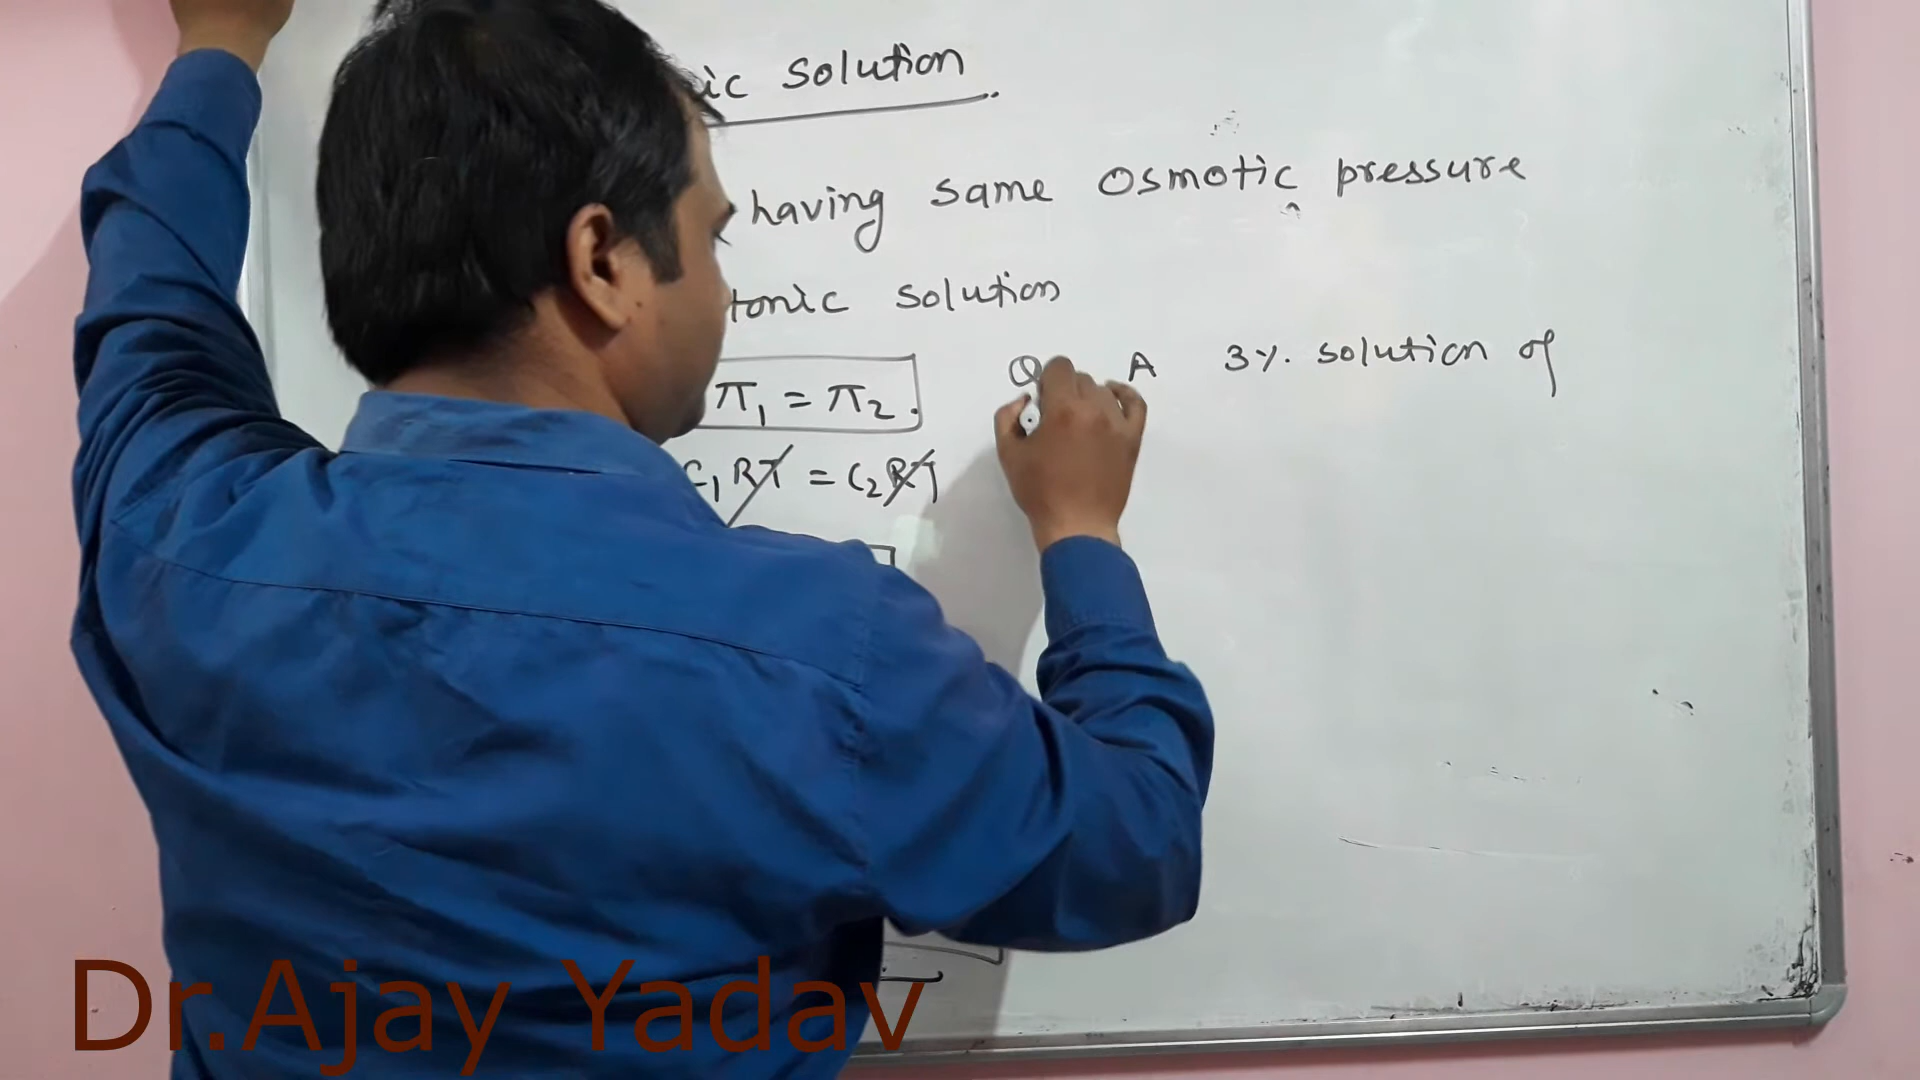 ic Solution
having same Osmotic pressure
tonic solution
π₁ = π₂.
Q A 3%. solution of
C₁RT = C₂RT
Dr.Ajay Yadav